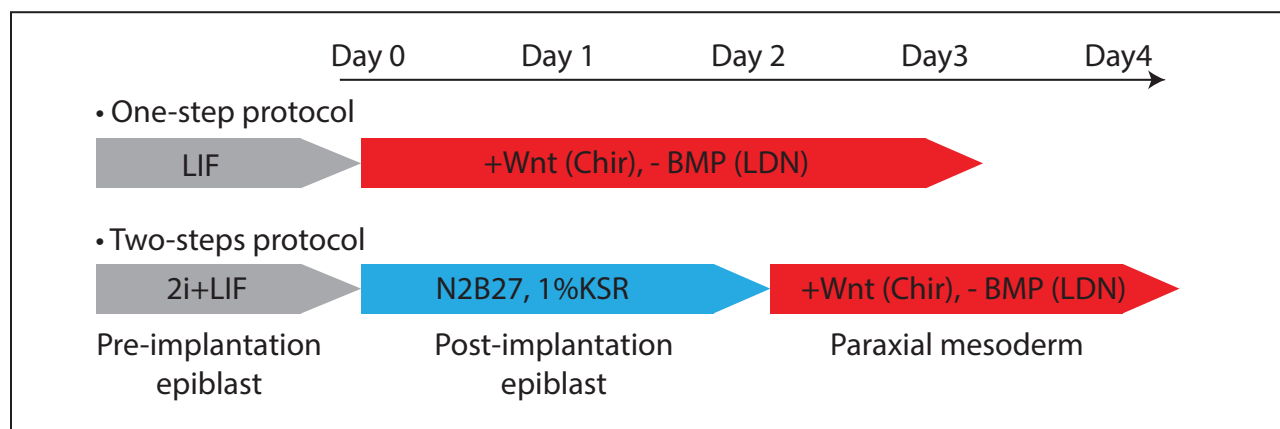 Day 0 Day 1 Day 2 Day3 Day4
• One-step protocol
LIF +Wnt (Chir), - BMP (LDN)
• Two-steps protocol
2i+LIF N2B27, 1%KSR +Wnt (Chir), - BMP (LDN)
Pre-implantation Post-implantation Paraxial mesoderm
epiblast epiblast